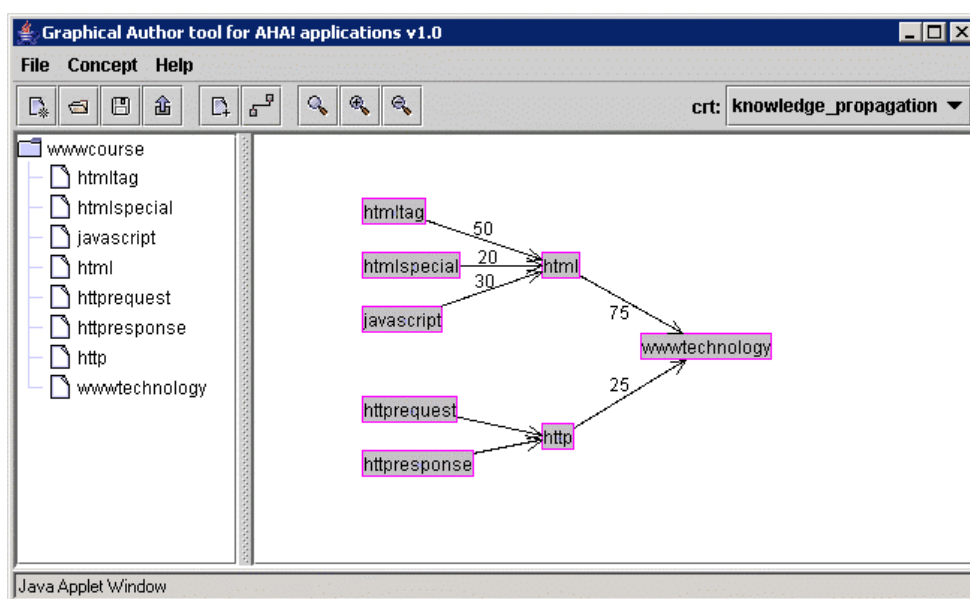 Graphical Author tool for AHA! applications v1.0
File Concept Help
crt: knowledge_propagation
wwwcourse
htmltag
htmlspecial
javascript
html
httprequest
httpresponse
http
wwwtechnology
htmltag
50
htmlspecial
20
html
30
javascript
75
wwwtechnology
25
httprequest
http
httpresponse
Java Applet Window